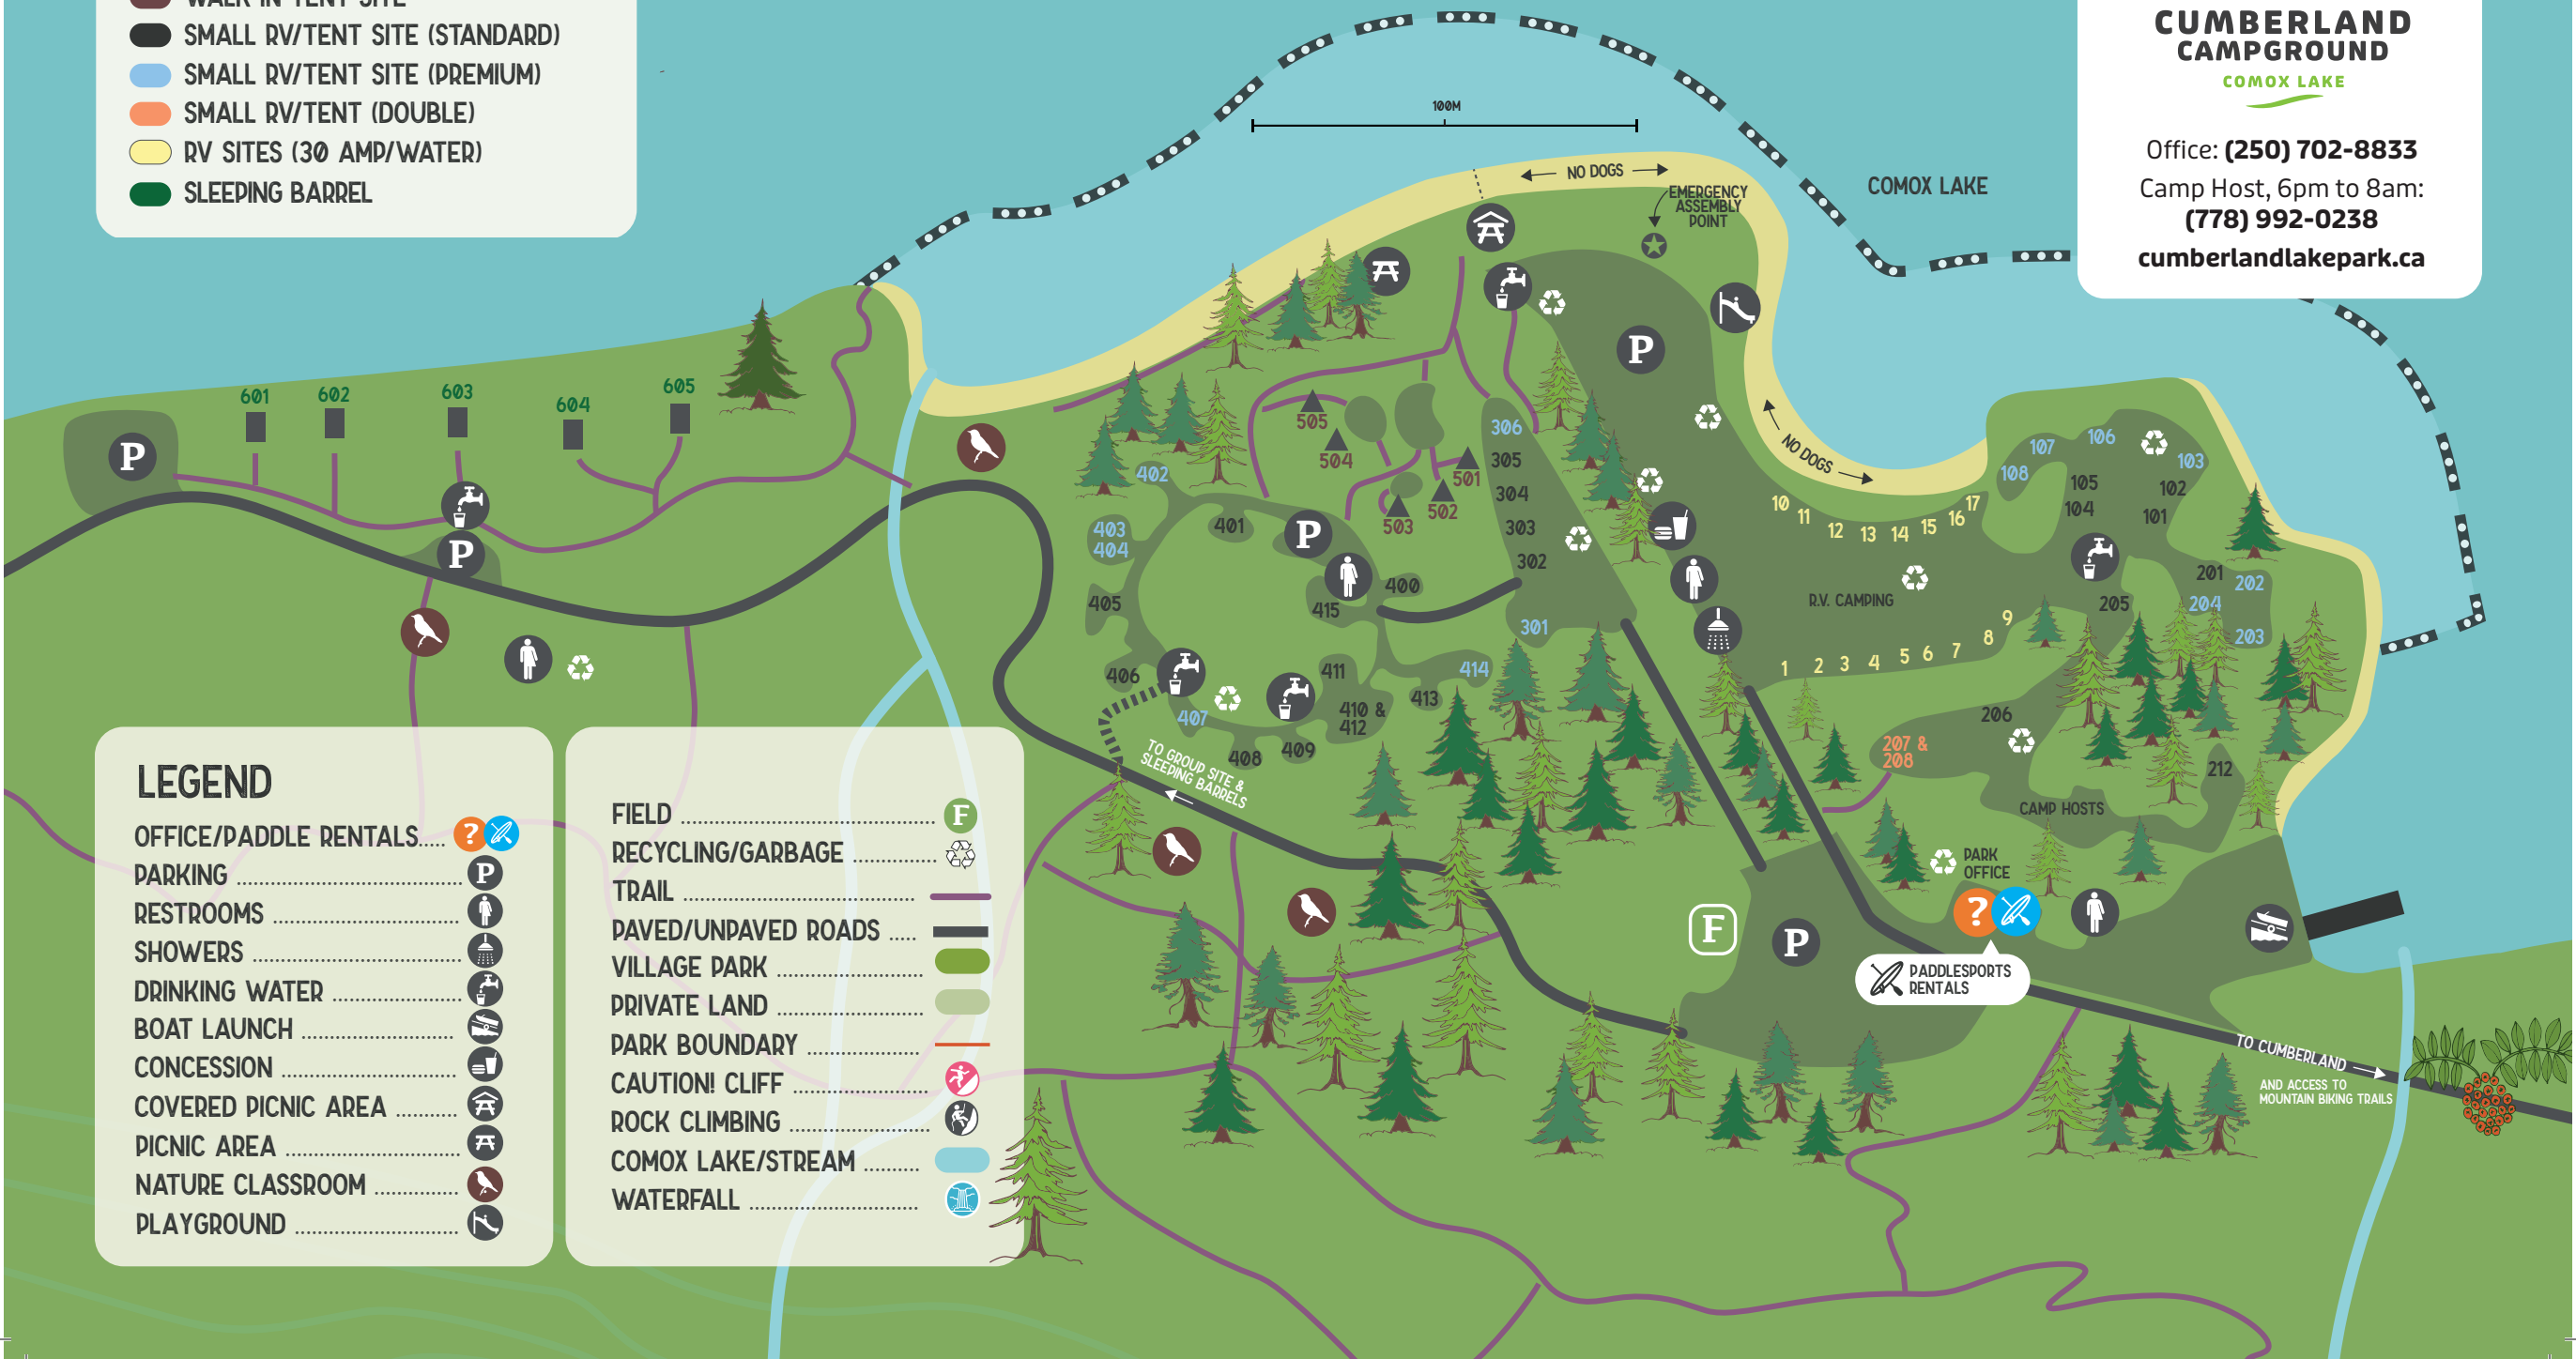 WALK-IN TENT SITE
SMALL RV/TENT SITE (STANDARD)
SMALL RV/TENT SITE (PREMIUM)
SMALL RV/TENT (DOUBLE)
RV SITES (30 AMP/WATER)
SLEEPING BARREL
CUMBERLAND
CAMPGROUND
COMOX LAKE
Office: (250) 702-8833
Camp Host, 6pm to 8am:
(778) 992-0238
cumberlandlakepark.ca
100M
COMOX LAKE
NO DOGS
EMERGENCY
ASSEMBLY
POINT
NO DOGS
P
601
602
603
604
605
P
P
505
504
501
502
503
P
306
305
304
303
302
301
402
401
403
404
405
400
415
P
406
407
408
409
411
410 &
412
413
414
10
11
12
13
14
15
16
17
R.V. CAMPING
1
2
3
4
5
6
7
8
9
108
107
106
103
105
102
104
101
201
202
205
204
203
206
207 &
208
212
CAMP HOSTS
PARK
OFFICE
?
F
P
PADDLESPORTS
RENTALS
TO GROUP SITE &
SLEEPING BARRELS
TO CUMBERLAND
AND ACCESS TO
MOUNTAIN BIKING TRAILS
LEGEND
OFFICE/PADDLE RENTALS..... ?
PARKING .......... P
RESTROOMS ..........
SHOWERS ..........
DRINKING WATER ..........
BOAT LAUNCH ..........
CONCESSION ..........
COVERED PICNIC AREA ..........
PICNIC AREA ..........
NATURE CLASSROOM ..........
PLAYGROUND ..........
FIELD .......... F
RECYCLING/GARBAGE ..........
TRAIL ..........
PAVED/UNPAVED ROADS .....
VILLAGE PARK ..........
PRIVATE LAND ..........
PARK BOUNDARY ..........
CAUTION! CLIFF ..........
ROCK CLIMBING ..........
COMOX LAKE/STREAM ..........
WATERFALL ..........